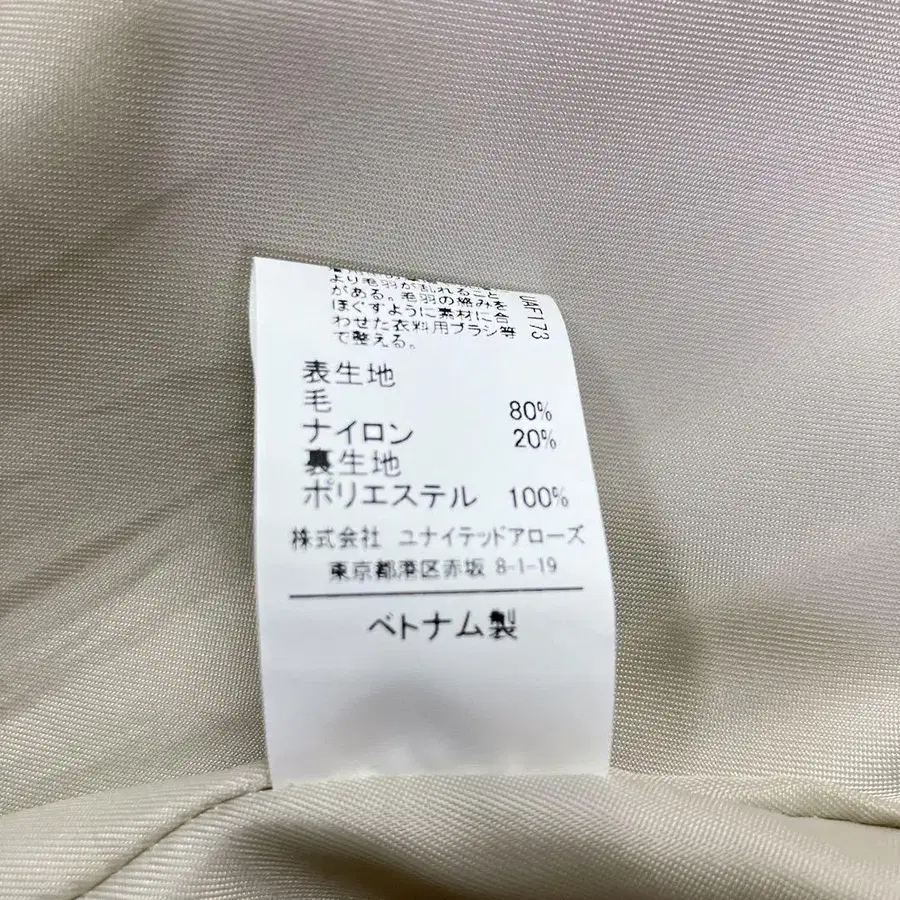 より毛羽が乱れること
がある。毛羽の絡みを
ほぐすように素材に合
わせた衣料用ブラシ等
で整える。
表生地
毛 80%
ナイロン 20%
裏生地
ポリエステル 100%
株式会社 ユナイテッドアローズ
東京都港区赤坂 8-1-19
ベトナム製